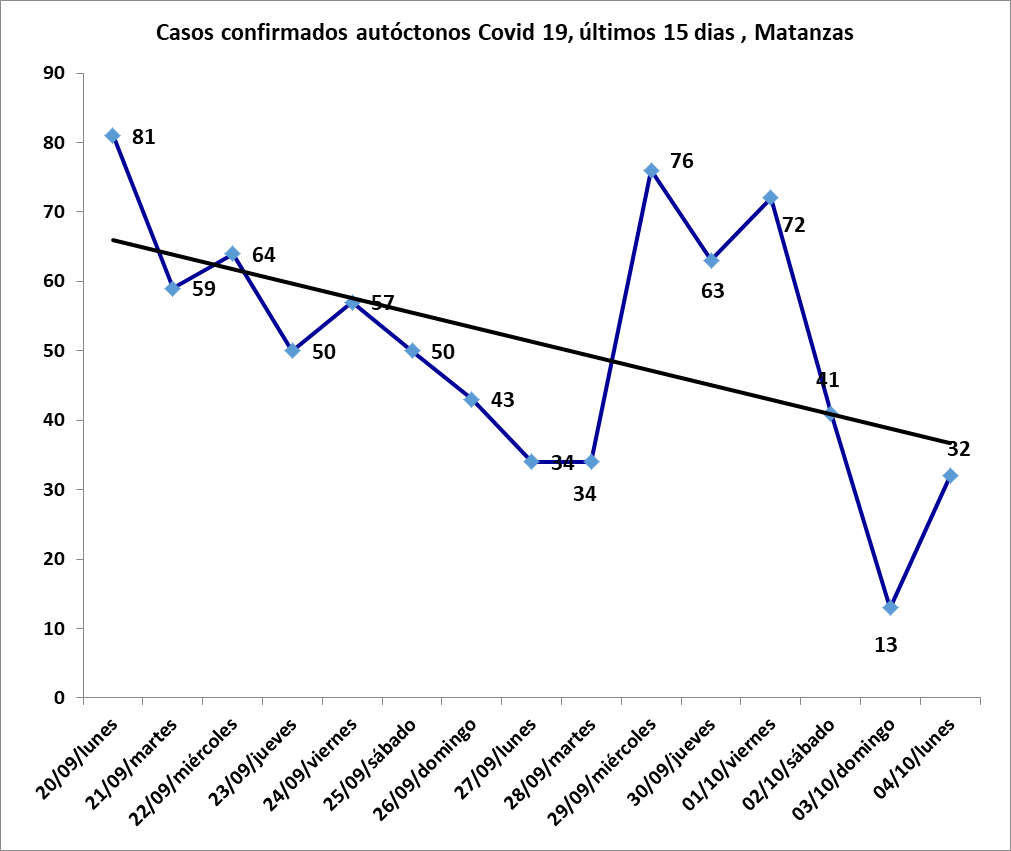 Casos confirmados autóctonos Covid 19, últimos 15 dias , Matanzas
90
80
70
60
50
40
30
20
10
0
81
59
64
50
57
50
43
34
34
76
63
72
41
13
32
20/09/lunes
21/09/martes
22/09/miércoles
23/09/jueves
24/09/viernes
25/09/sábado
26/09/domingo
27/09/lunes
28/09/martes
29/09/miércoles
30/09/jueves
01/10/viernes
02/10/sábado
03/10/domingo
04/10/lunes